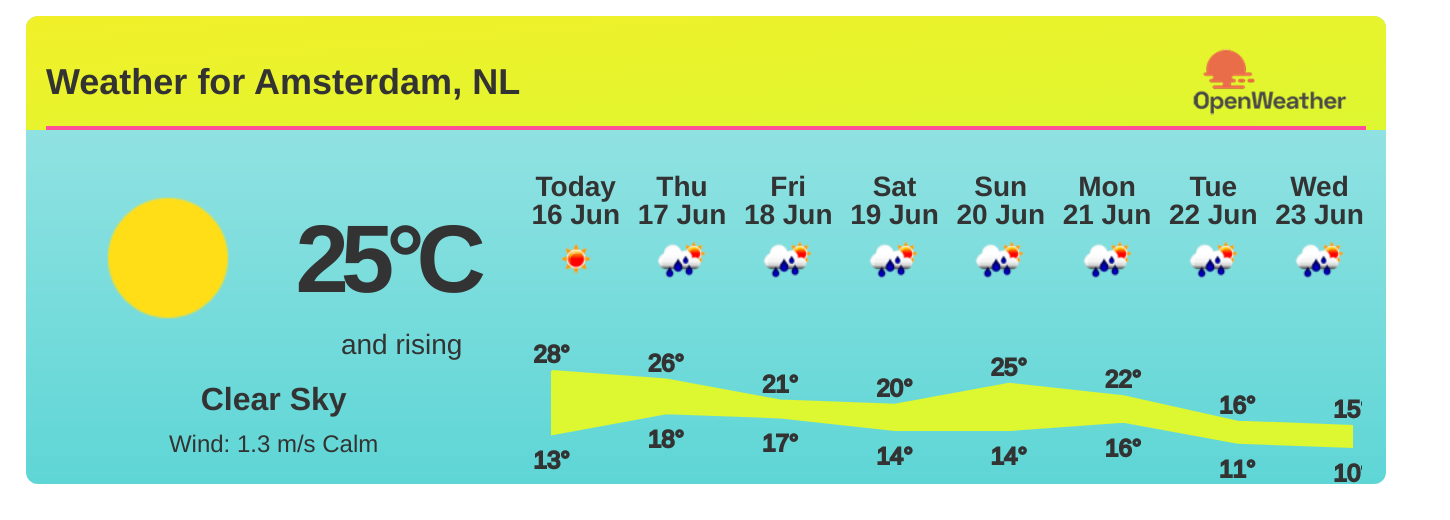 Weather for Amsterdam, NL
OpenWeather
Today Thu Fri Sat Sun Mon Tue Wed
16 Jun 17 Jun 18 Jun 19 Jun 20 Jun 21 Jun 22 Jun 23 Jun
25°C
and rising
Clear Sky
Wind: 1.3 m/s Calm
28° 26° 21° 20° 25° 22° 16° 15°
13° 18° 17° 14° 14° 16° 11° 10°